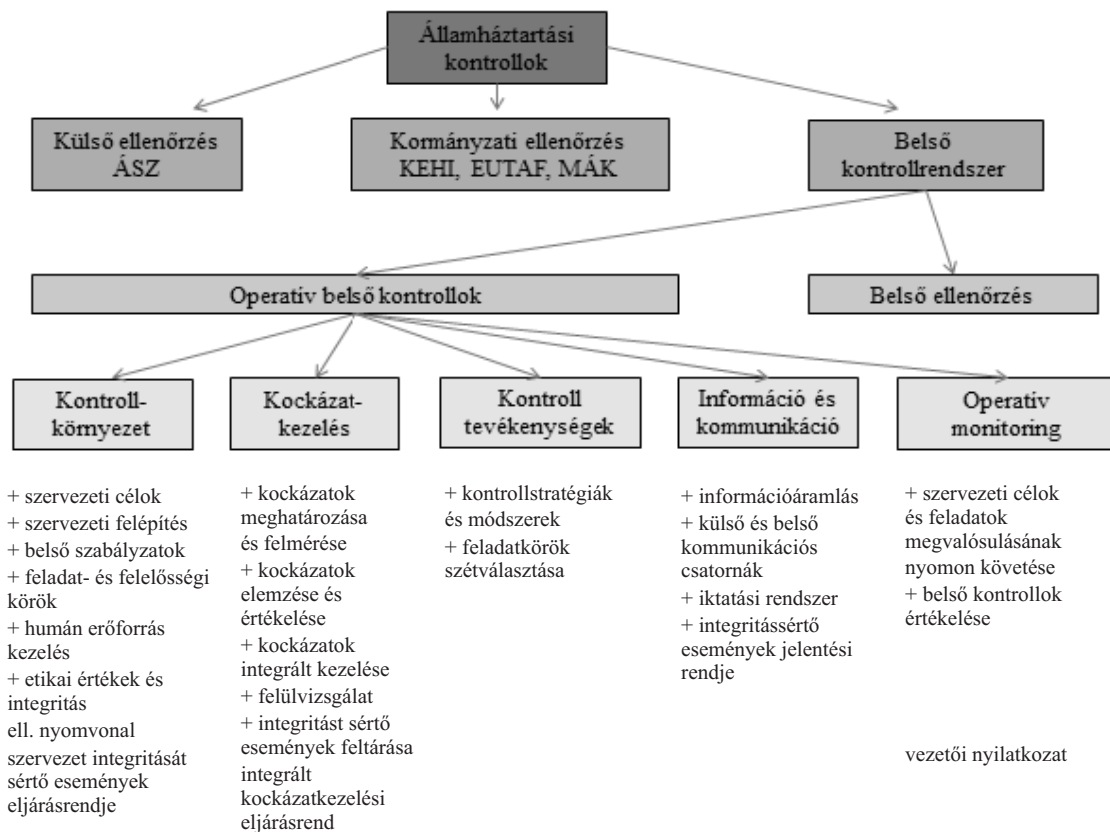 Államháztartási
kontrollok
Külső ellenőrzés
ÁSZ
Kormányzati ellenőrzés
KEHI, EUTAF, MÁK
Belső
kontrollrendszer
Operatív belső kontrollok
Belső ellenőrzés
Kontroll-
környezet
Kockázat-
kezelés
Kontroll
tevékenységek
Információ és
kommunikáció
Operatív
monitoring
+ szervezeti célok
+ szervezeti felépítés
+ belső szabályzatok
+ feladat- és felelősségi
körök
+ humán erőforrás
kezelés
+ etikai értékek és
integritás
ell. nyomvonal
szervezet integritását
sértő események
eljárásrendje
+ kockázatok
meghatározása
és felmérése
+ kockázatok
elemzése és
értékelése
+ kockázatok
integrált kezelése
+ felülvizsgálat
+ integritást sértő
események feltárása
integrált
kockázatkezelési
eljárásrend
+ kontrollstratégiák
és módszerek
+ feladatkörök
szétválasztása
+ információáramlás
+ külső és belső
kommunikációs
csatornák
+ iktatási rendszer
+ integritássértő
események jelentési
rendje
+ szervezeti célok
és feladatok
megvalósulásának
nyomon követése
+ belső kontrollok
értékelése
vezetői nyilatkozat